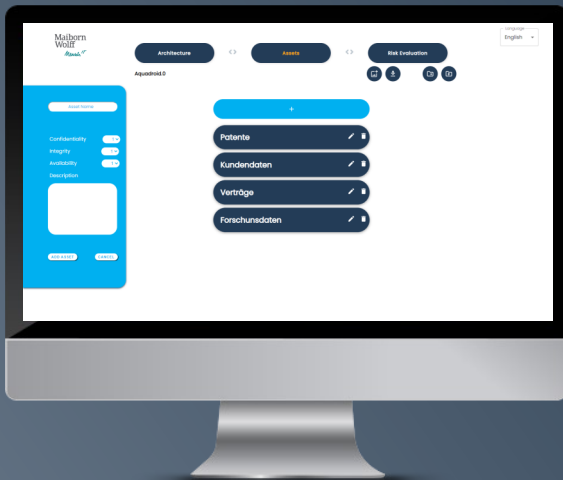 Maiborn
Wolff
Language
English
Architecture
<>
Assets
<>
Risk Evaluation
Aquadroid.0
Asset Name
+
Patente
Confidentiality
Integrity
Kundendaten
Availability
Description
Verträge
Forschunsdaten
ADD ASSET
CANCEL